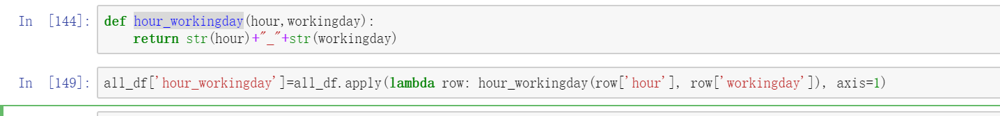 In [144]: def hour_workingday(hour,workingday):
return str(hour)+"_"+str(workingday)
In [149]: all_df['hour_workingday']=all_df.apply(lambda row: hour_workingday(row['hour'], row['workingday']), axis=1)